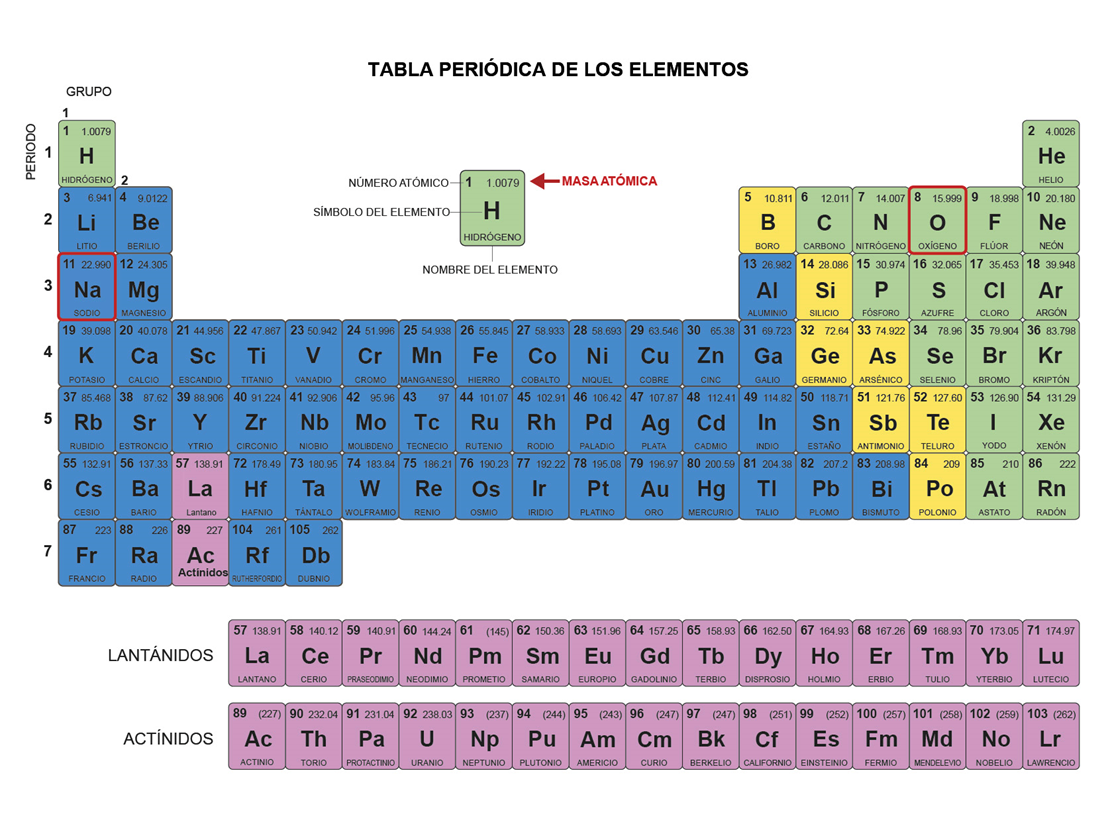 TABLA PERIÓDICA DE LOS ELEMENTOS
GRUPO
PERIODO
1
1 1.0079
H
HIDRÓGENO
2 4.0026
He
HELIO
1
2
NÚMERO ATÓMICO
1 1.0079
MASA ATÓMICA
SÍMBOLO DEL ELEMENTO
H
HIDRÓGENO
NOMBRE DEL ELEMENTO
2
3 6.941 4 9.0122 5 10.811 6 12.011 7 14.007 8 15.999 9 18.998 10 20.180
Li Be B C N O F Ne
LITIO BERILIO BORO CARBONO NITRÓGENO OXÍGENO FLÚOR NEÓN
3
11 22.990 12 24.305 13 26.982 14 28.086 15 30.974 16 32.065 17 35.453 18 39.948
Na Mg Al Si P S Cl Ar
SODIO MAGNESIO ALUMINIO SILICIO FÓSFORO AZUFRE CLORO ARGÓN
4
19 39.098 20 40.078 21 44.956 22 47.867 23 50.942 24 51.996 25 54.938 26 55.845 27 58.933 28 58.693 29 63.546 30 65.38 31 69.723 32 72.64 33 74.922 34 78.96 35 79.904 36 83.798
K Ca Sc Ti V Cr Mn Fe Co Ni Cu Zn Ga Ge As Se Br Kr
POTASIO CALCIO ESCANDIO TITANIO VANADIO CROMO MANGANESO HIERRO COBALTO NIQUEL COBRE CINC GALIO GERMANIO ARSÉNICO SELENIO BROMO KRIPTÓN
5
37 85.468 38 87.62 39 88.906 40 91.224 41 92.906 42 95.96 43 97 44 101.07 45 102.91 46 106.42 47 107.87 48 112.41 49 114.82 50 118.71 51 121.76 52 127.60 53 126.90 54 131.29
Rb Sr Y Zr Nb Mo Tc Ru Rh Pd Ag Cd In Sn Sb Te I Xe
RUBIDIO ESTRONCIO YTRIO CIRCONIO NIOBIO MOLIBDENO TECNECIO RUTENIO RODIO PALADIO PLATA CADMIO INDIO ESTAÑO ANTIMONIO TELURO YODO XENÓN
6
55 132.91 56 137.33 57 138.91 72 178.49 73 180.95 74 183.84 75 186.21 76 190.23 77 192.22 78 195.08 79 196.97 80 200.59 81 204.38 82 207.2 83 208.98 84 209 85 210 86 222
Cs Ba La Hf Ta W Re Os Ir Pt Au Hg Tl Pb Bi Po At Rn
CESIO BARIO Lantano HAFNIO TÁNTALO WOLFRAMIO RENIO OSMIO IRIDIO PLATINO ORO MERCURIO TALIO PLOMO BISMUTO POLONIO ASTATO RADÓN
7
87 223 88 226 89 227 104 261 105 262
Fr Ra Ac Rf Db
FRANCIO RADIO Actínidos RUTHERFORDIO DUBNIO
LANTÁNIDOS
57 138.91 58 140.12 59 140.91 60 144.24 61 (145) 62 150.36 63 151.96 64 157.25 65 158.93 66 162.50 67 164.93 68 167.26 69 168.93 70 173.05 71 174.97
La Ce Pr Nd Pm Sm Eu Gd Tb Dy Ho Er Tm Yb Lu
LANTANO CERIO PRASEODIMIO NEODIMIO PROMETIO SAMARIO EUROPIO GADOLINIO TERBIO DISPROSIO HOLMIO ERBIO TULIO YTERBIO LUTECIO
ACTÍNIDOS
89 (227) 90 232.04 91 231.04 92 238.03 93 (237) 94 (244) 95 (243) 96 (247) 97 (247) 98 (251) 99 (252) 100 (257) 101 (258) 102 (259) 103 (262)
Ac Th Pa U Np Pu Am Cm Bk Cf Es Fm Md No Lr
ACTINIO TORIO PROTACTINIO URANIO NEPTUNIO PLUTONIO AMERICIO CURIO BERKELIO CALIFORNIO EINSTEINIO FERMIO MENDELEVIO NOBELIO LAWRENCIO